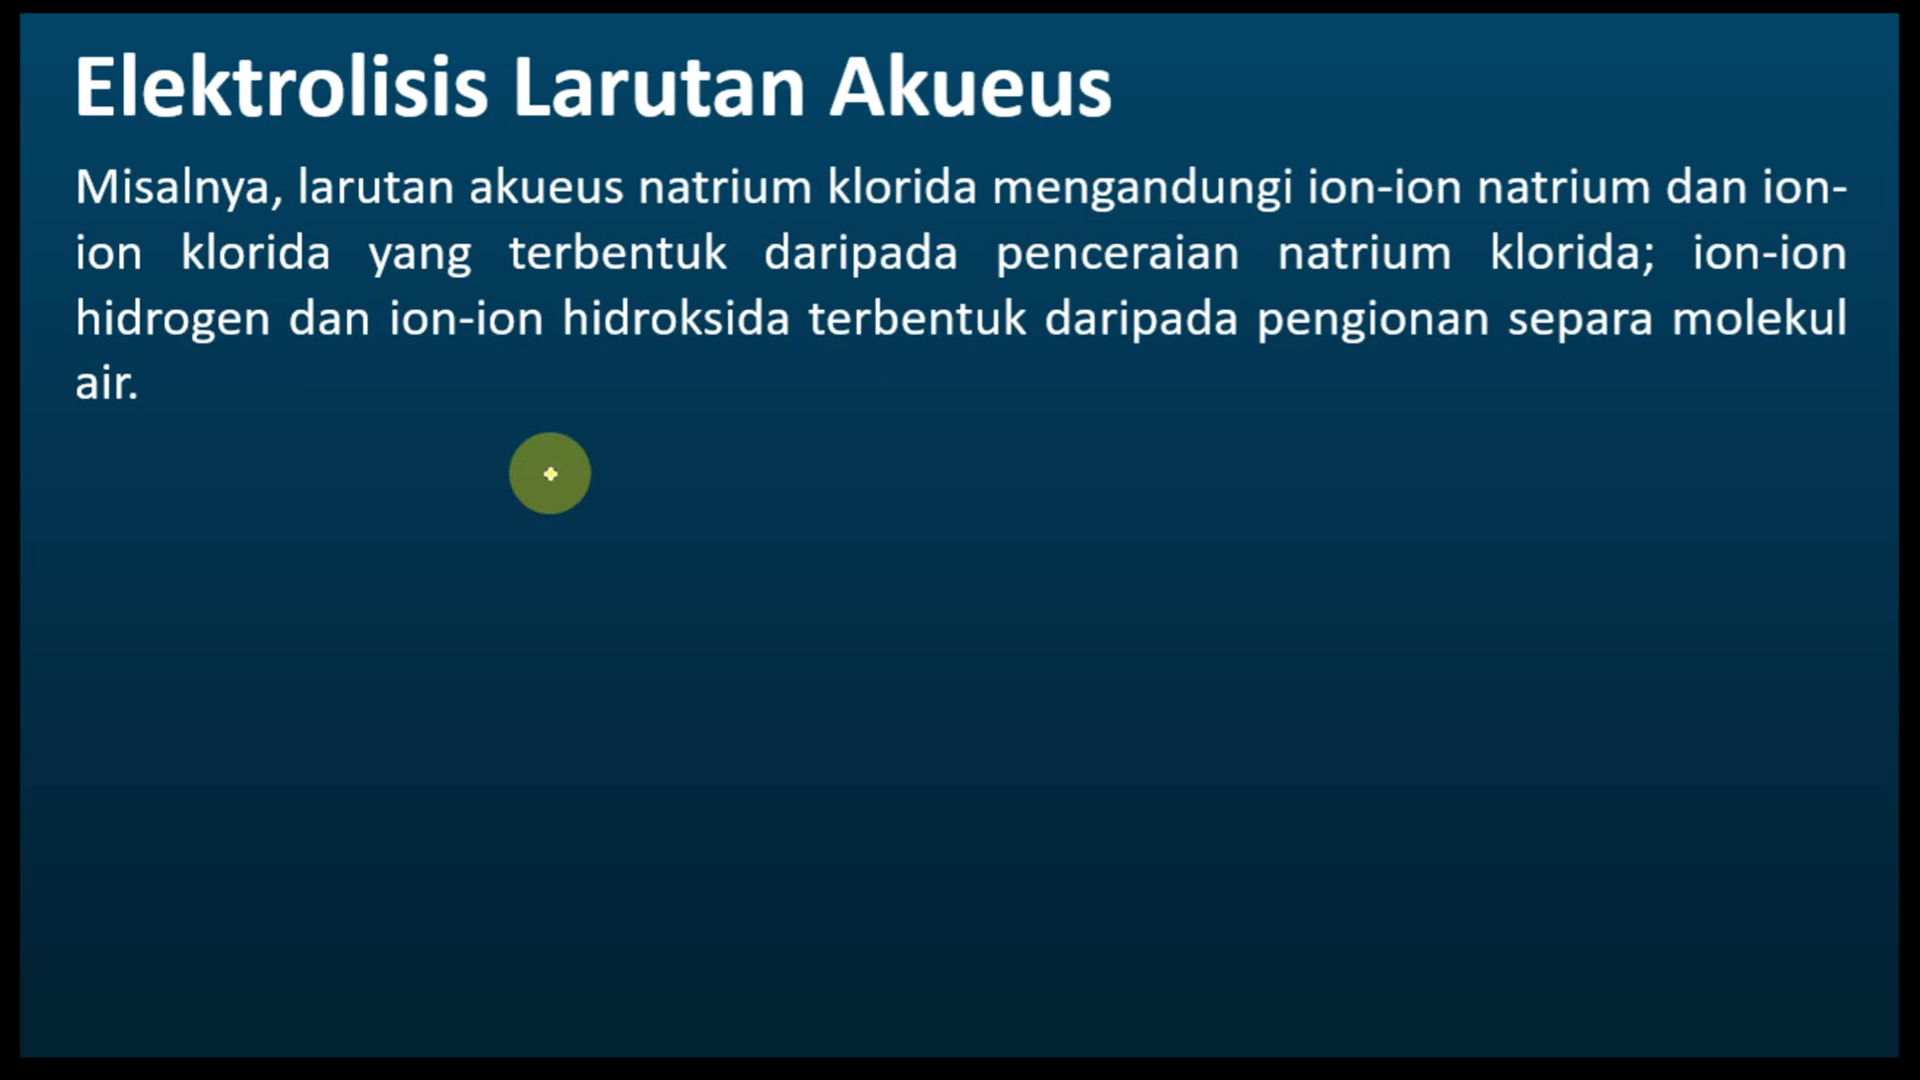 Elektrolisis Larutan Akueus
Misalnya, larutan akueus natrium klorida mengandungi ion-ion natrium dan ion-
ion klorida yang terbentuk daripada penceraian natrium klorida; ion-ion
hidrogen dan ion-ion hidroksida terbentuk daripada pengionan separa molekul
air.